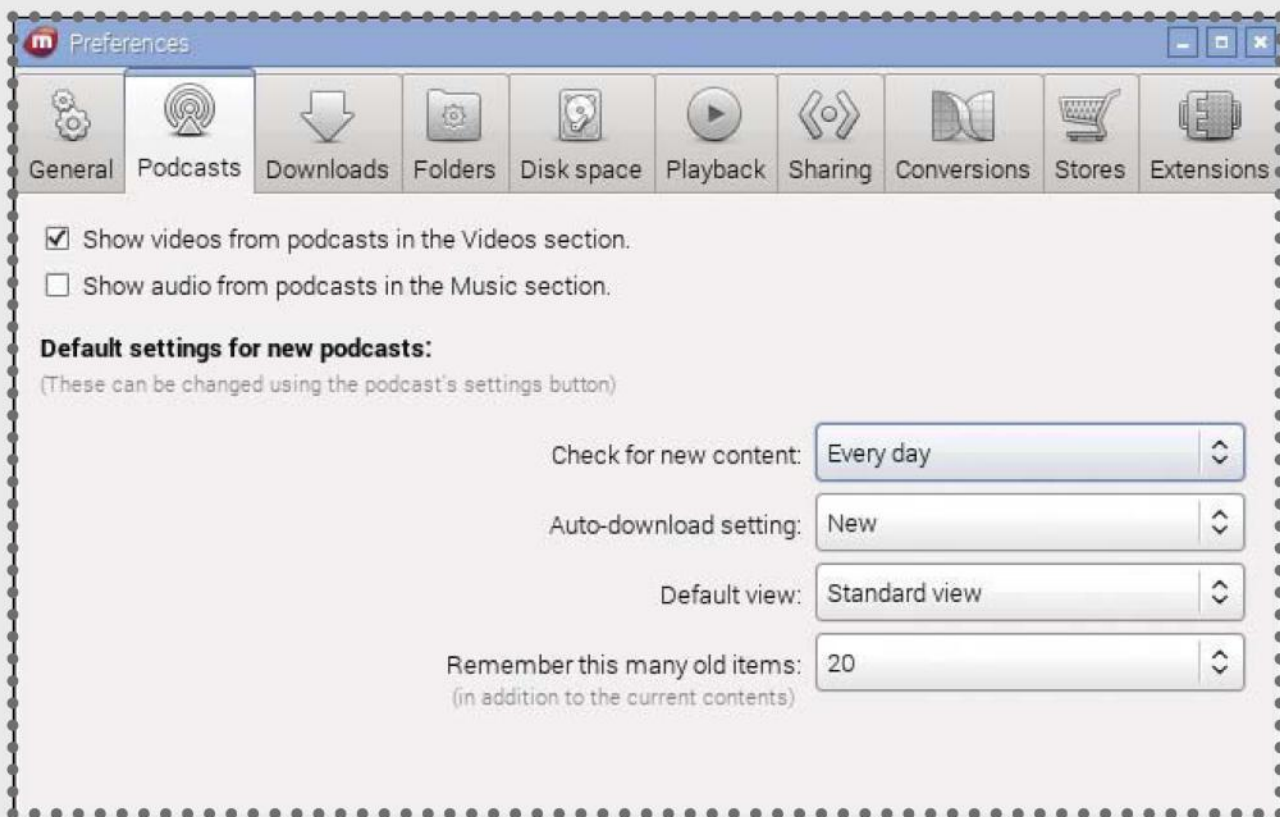 m Preferences
General Podcasts Downloads Folders Disk space Playback Sharing Conversions Stores Extensions
Show videos from podcasts in the Videos section.
Show audio from podcasts in the Music section.
Default settings for new podcasts:
(These can be changed using the podcast's settings button)
Check for new content: Every day
Auto-download setting: New
Default view: Standard view
Remember this many old items: 20
(in addition to the current contents)